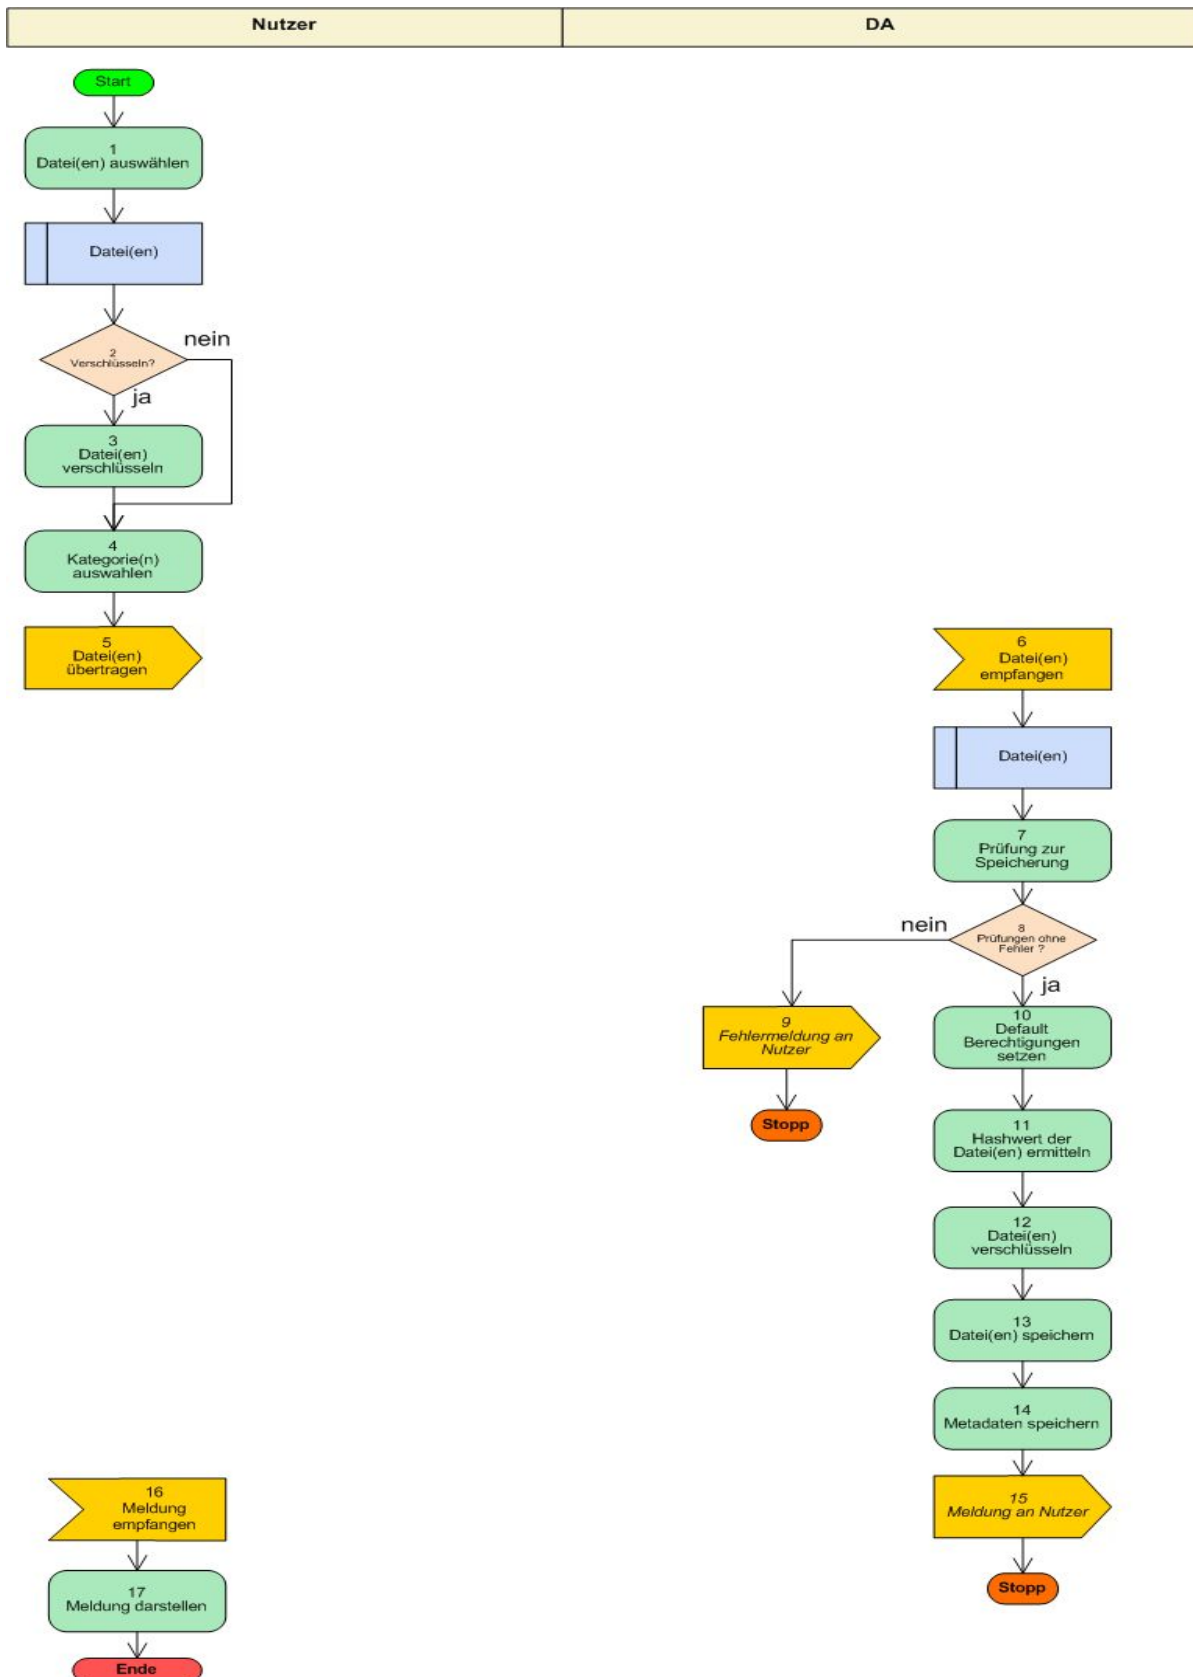 Nutzer
DA
Start
1
Datei(en) auswählen
Datei(en)
2
Verschlüsseln?
nein
ja
3
Datei(en)
verschlüsseln
4
Kategorie(n)
auswahlen
5
Datei(en)
übertragen
6
Datei(en)
empfangen
Datei(en)
7
Prüfung zur
Speicherung
8
Prüfungen ohne
Fehler ?
nein
ja
9
Fehlermeldung an
Nutzer
Stopp
10
Default
Berechtigungen
setzen
11
Hashwert der
Datei(en) ermitteln
12
Datei(en)
verschlüsseln
13
Datei(en) speichern
14
Metadaten speichern
15
Meldung an Nutzer
Stopp
16
Meldung
empfangen
17
Meldung darstellen
Ende